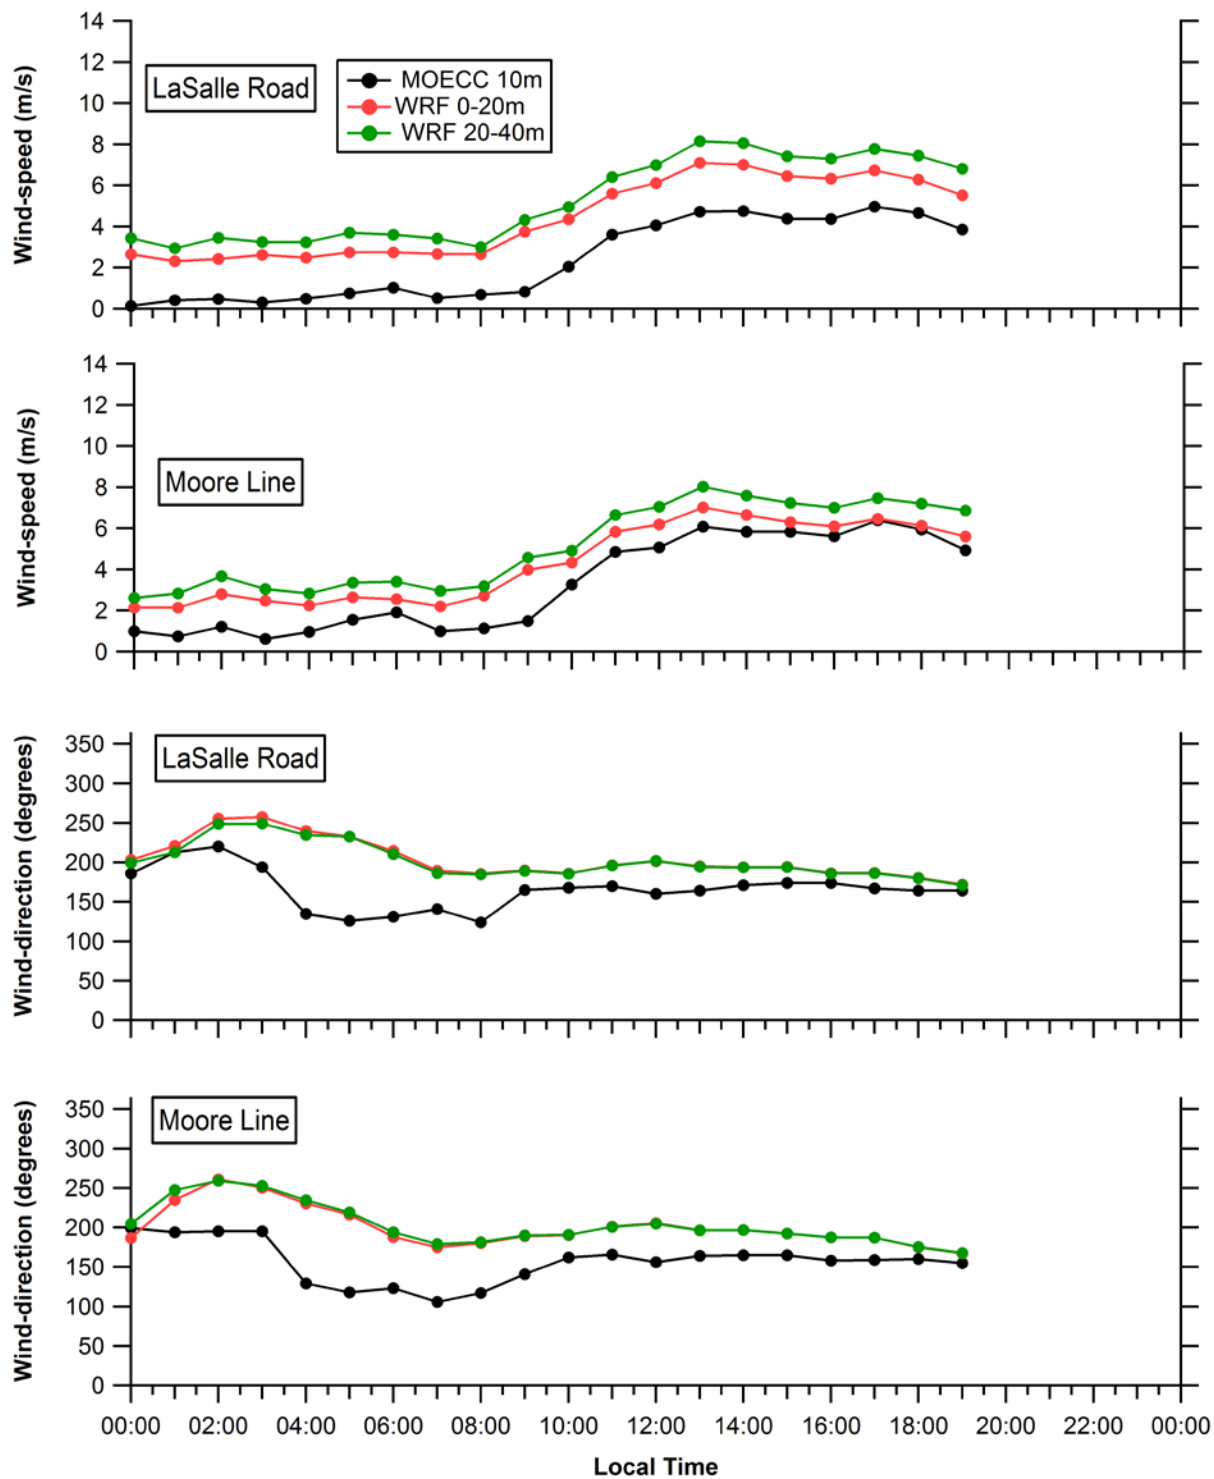 Wind-speed (m/s)
14
12
10
8
6
4
2
0
LaSalle Road
MOECC 10m
WRF 0-20m
WRF 20-40m
Wind-speed (m/s)
14
12
10
8
6
4
2
0
Moore Line
Wind-direction (degrees)
350
300
250
200
150
100
50
0
LaSalle Road
Wind-direction (degrees)
350
300
250
200
150
100
50
0
Moore Line
00:00 02:00 04:00 06:00 08:00 10:00 12:00 14:00 16:00 18:00 20:00 22:00 00:00
Local Time